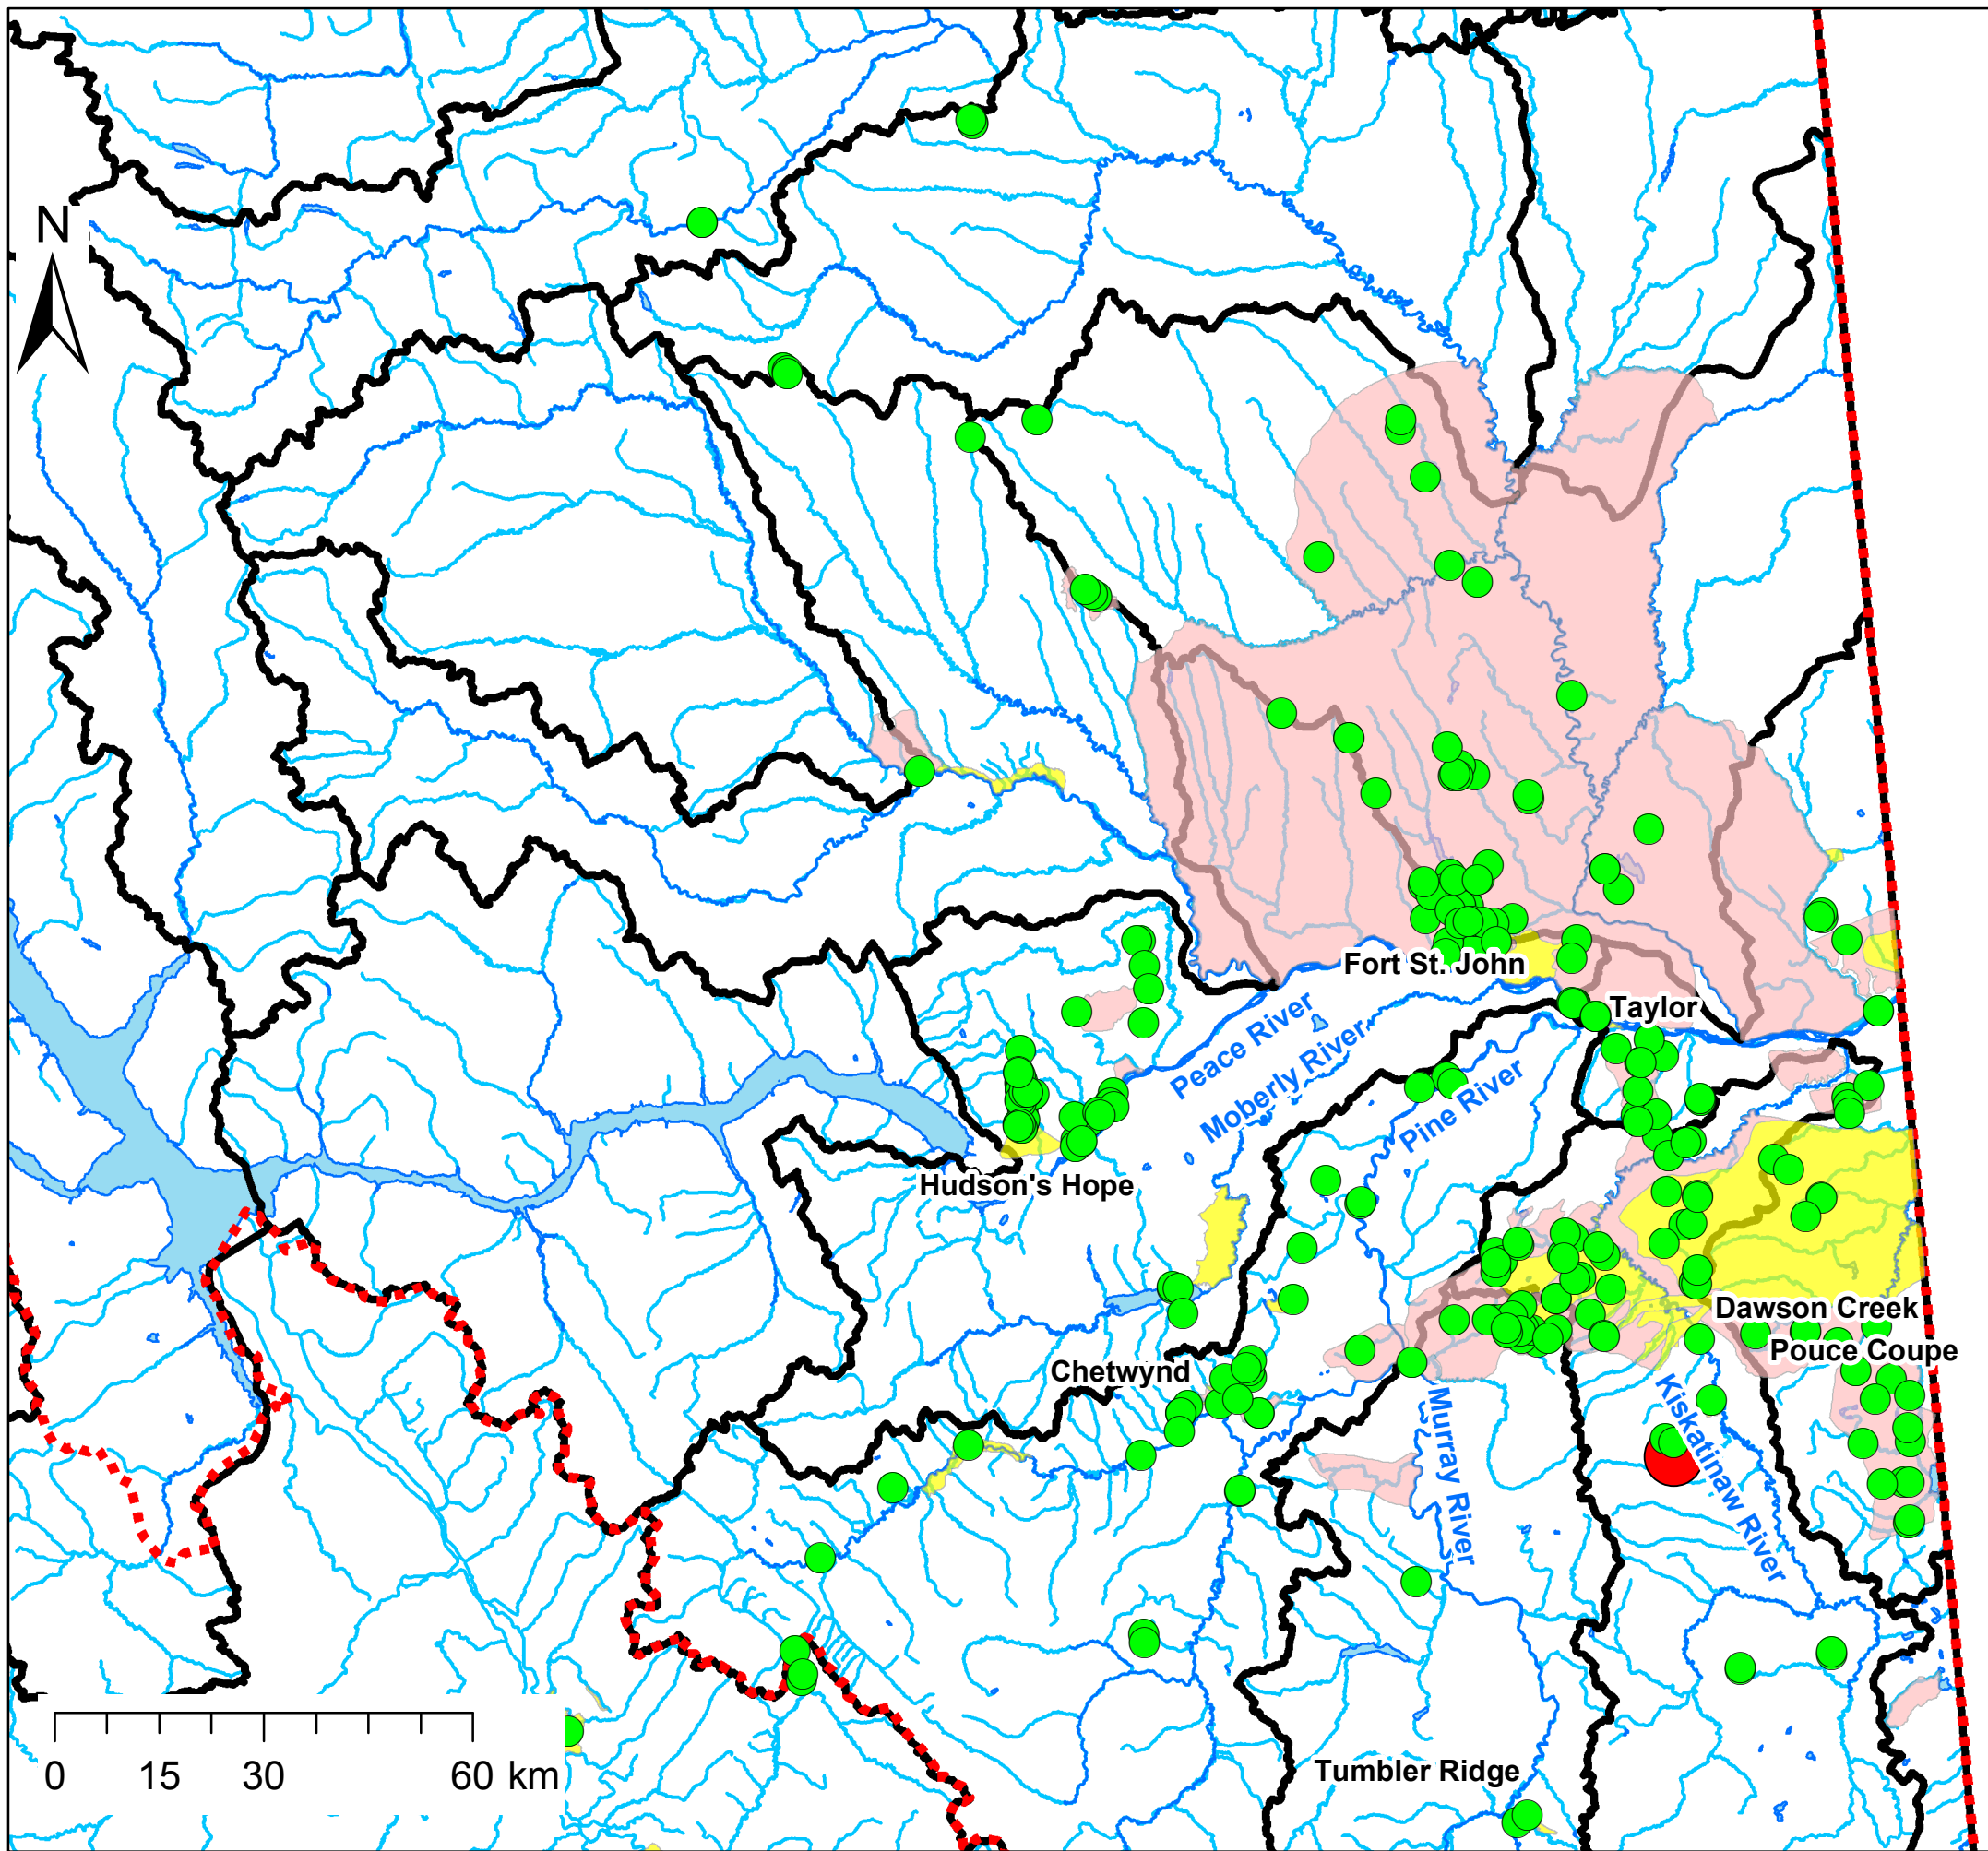 N
Fort St. John
Taylor
Peace River
Moberly River
Pine River
Hudson's Hope
Dawson Creek
Pouce Coupe
Chetwynd
Murray River
Kiskatinaw River
Tumbler Ridge
0 15 30 60 km